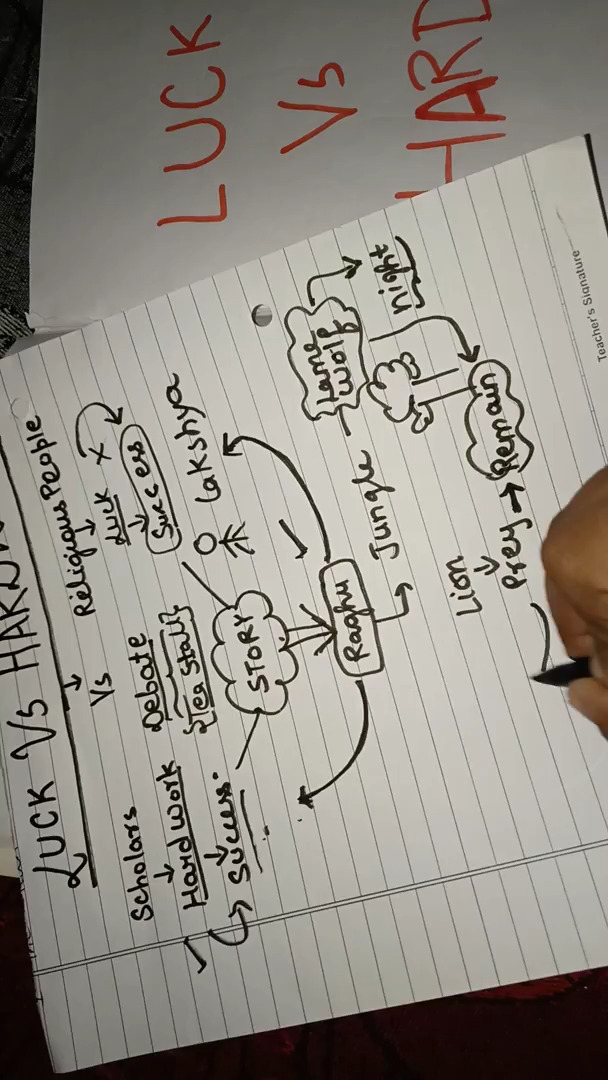 LUCK
Vs
HARD
LUCK Vs HARD
Scholars Vs Religious People
Hard work Debate Luck x
Success. {Tea Stall} Success
STORY Lakshya
Raghu
Jungle - Lame
Wolf
night
Lion
Prey → Remain
Teacher's Signature